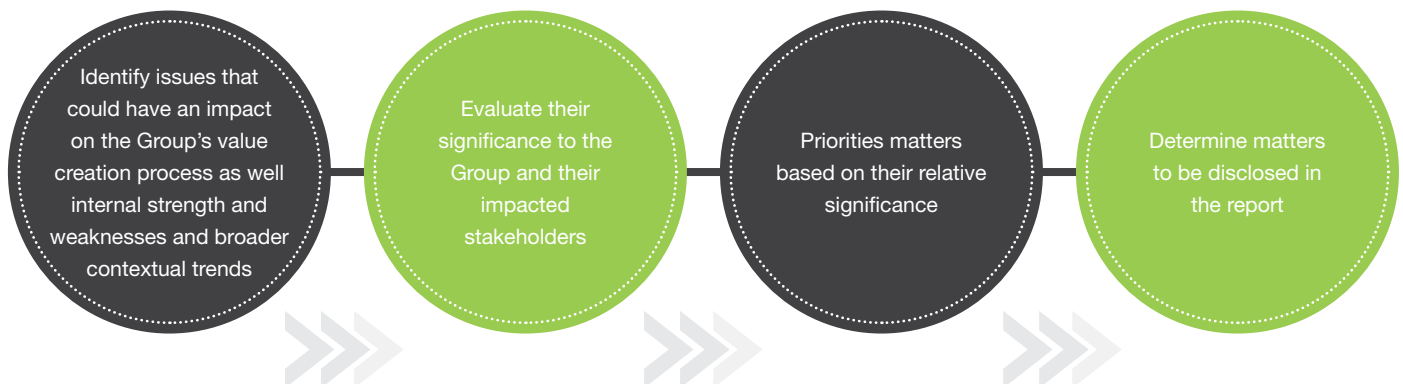 Identify issues that
could have an impact
on the Group's value
creation process as well
internal strength and
weaknesses and broader
contextual trends
Evaluate their
significance to the
Group and their
impacted
stakeholders
Priorities matters
based on their relative
significance
Determine matters
to be disclosed in
the report